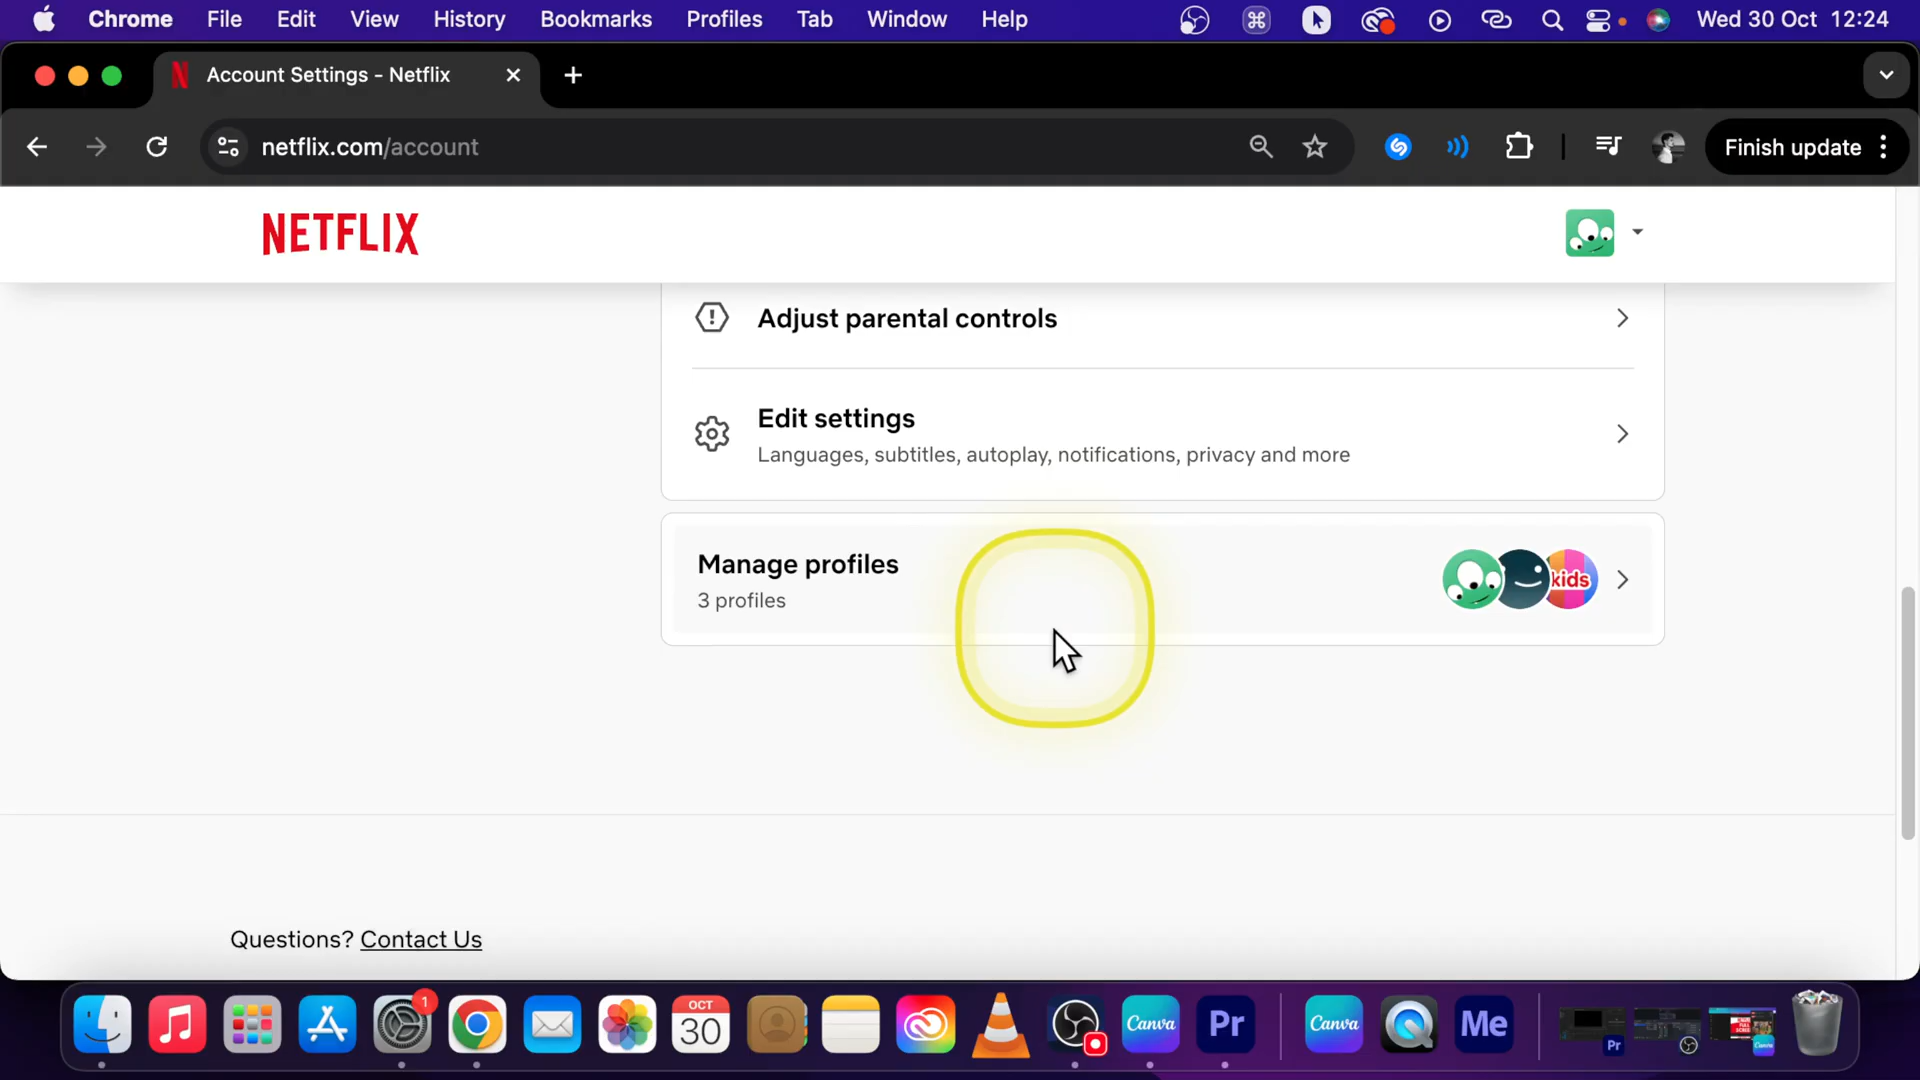 Chrome File Edit View History Bookmarks Profiles Tab Window Help Wed 30 Oct 12:24
Account Settings - Netflix
netflix.com/account Finish update
NETFLIX
Adjust parental controls
Edit settings
Languages, subtitles, autoplay, notifications, privacy and more
Manage profiles
3 profiles
kids
Questions? Contact Us
1
OCT
30
Canva
Pr
Canva
Me
Pr